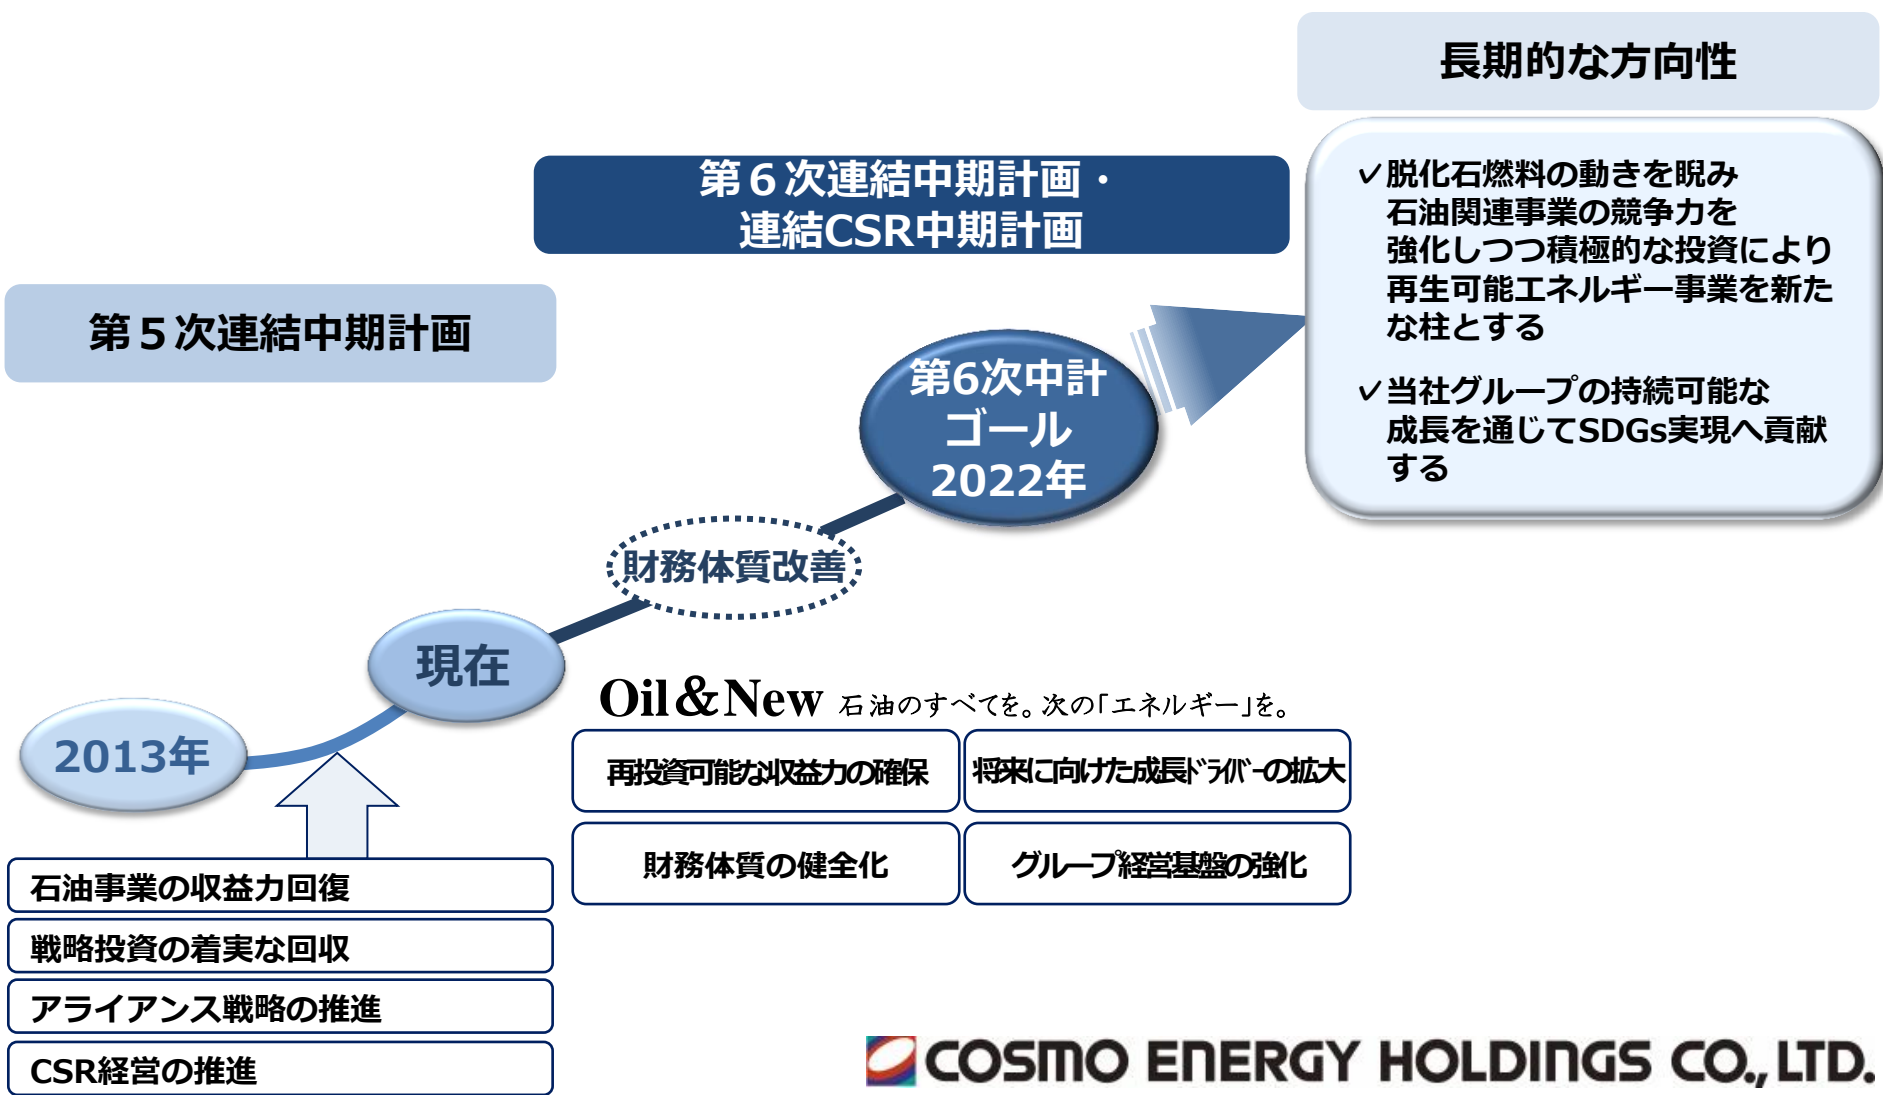 長期的な方向性
✓脱化石燃料の動きを睨み
石油関連事業の競争力を
強化しつつ積極的な投資により
再生可能エネルギー事業を新た
な柱とする
✓当社グループの持続可能な
成長を通じてSDGs実現へ貢献
する
第６次連結中期計画・
連結CSR中期計画
第５次連結中期計画
第6次中計
ゴール
2022年
財務体質改善
現在
2013年
Oil＆New 石油のすべてを。次の「エネルギー」を。
再投資可能な収益力の確保
将来に向けた成長ドライバーの拡大
財務体質の健全化
グループ経営基盤の強化
石油事業の収益力回復
戦略投資の着実な回収
アライアンス戦略の推進
CSR経営の推進
COSMO ENERGY HOLDINGS CO., LTD.